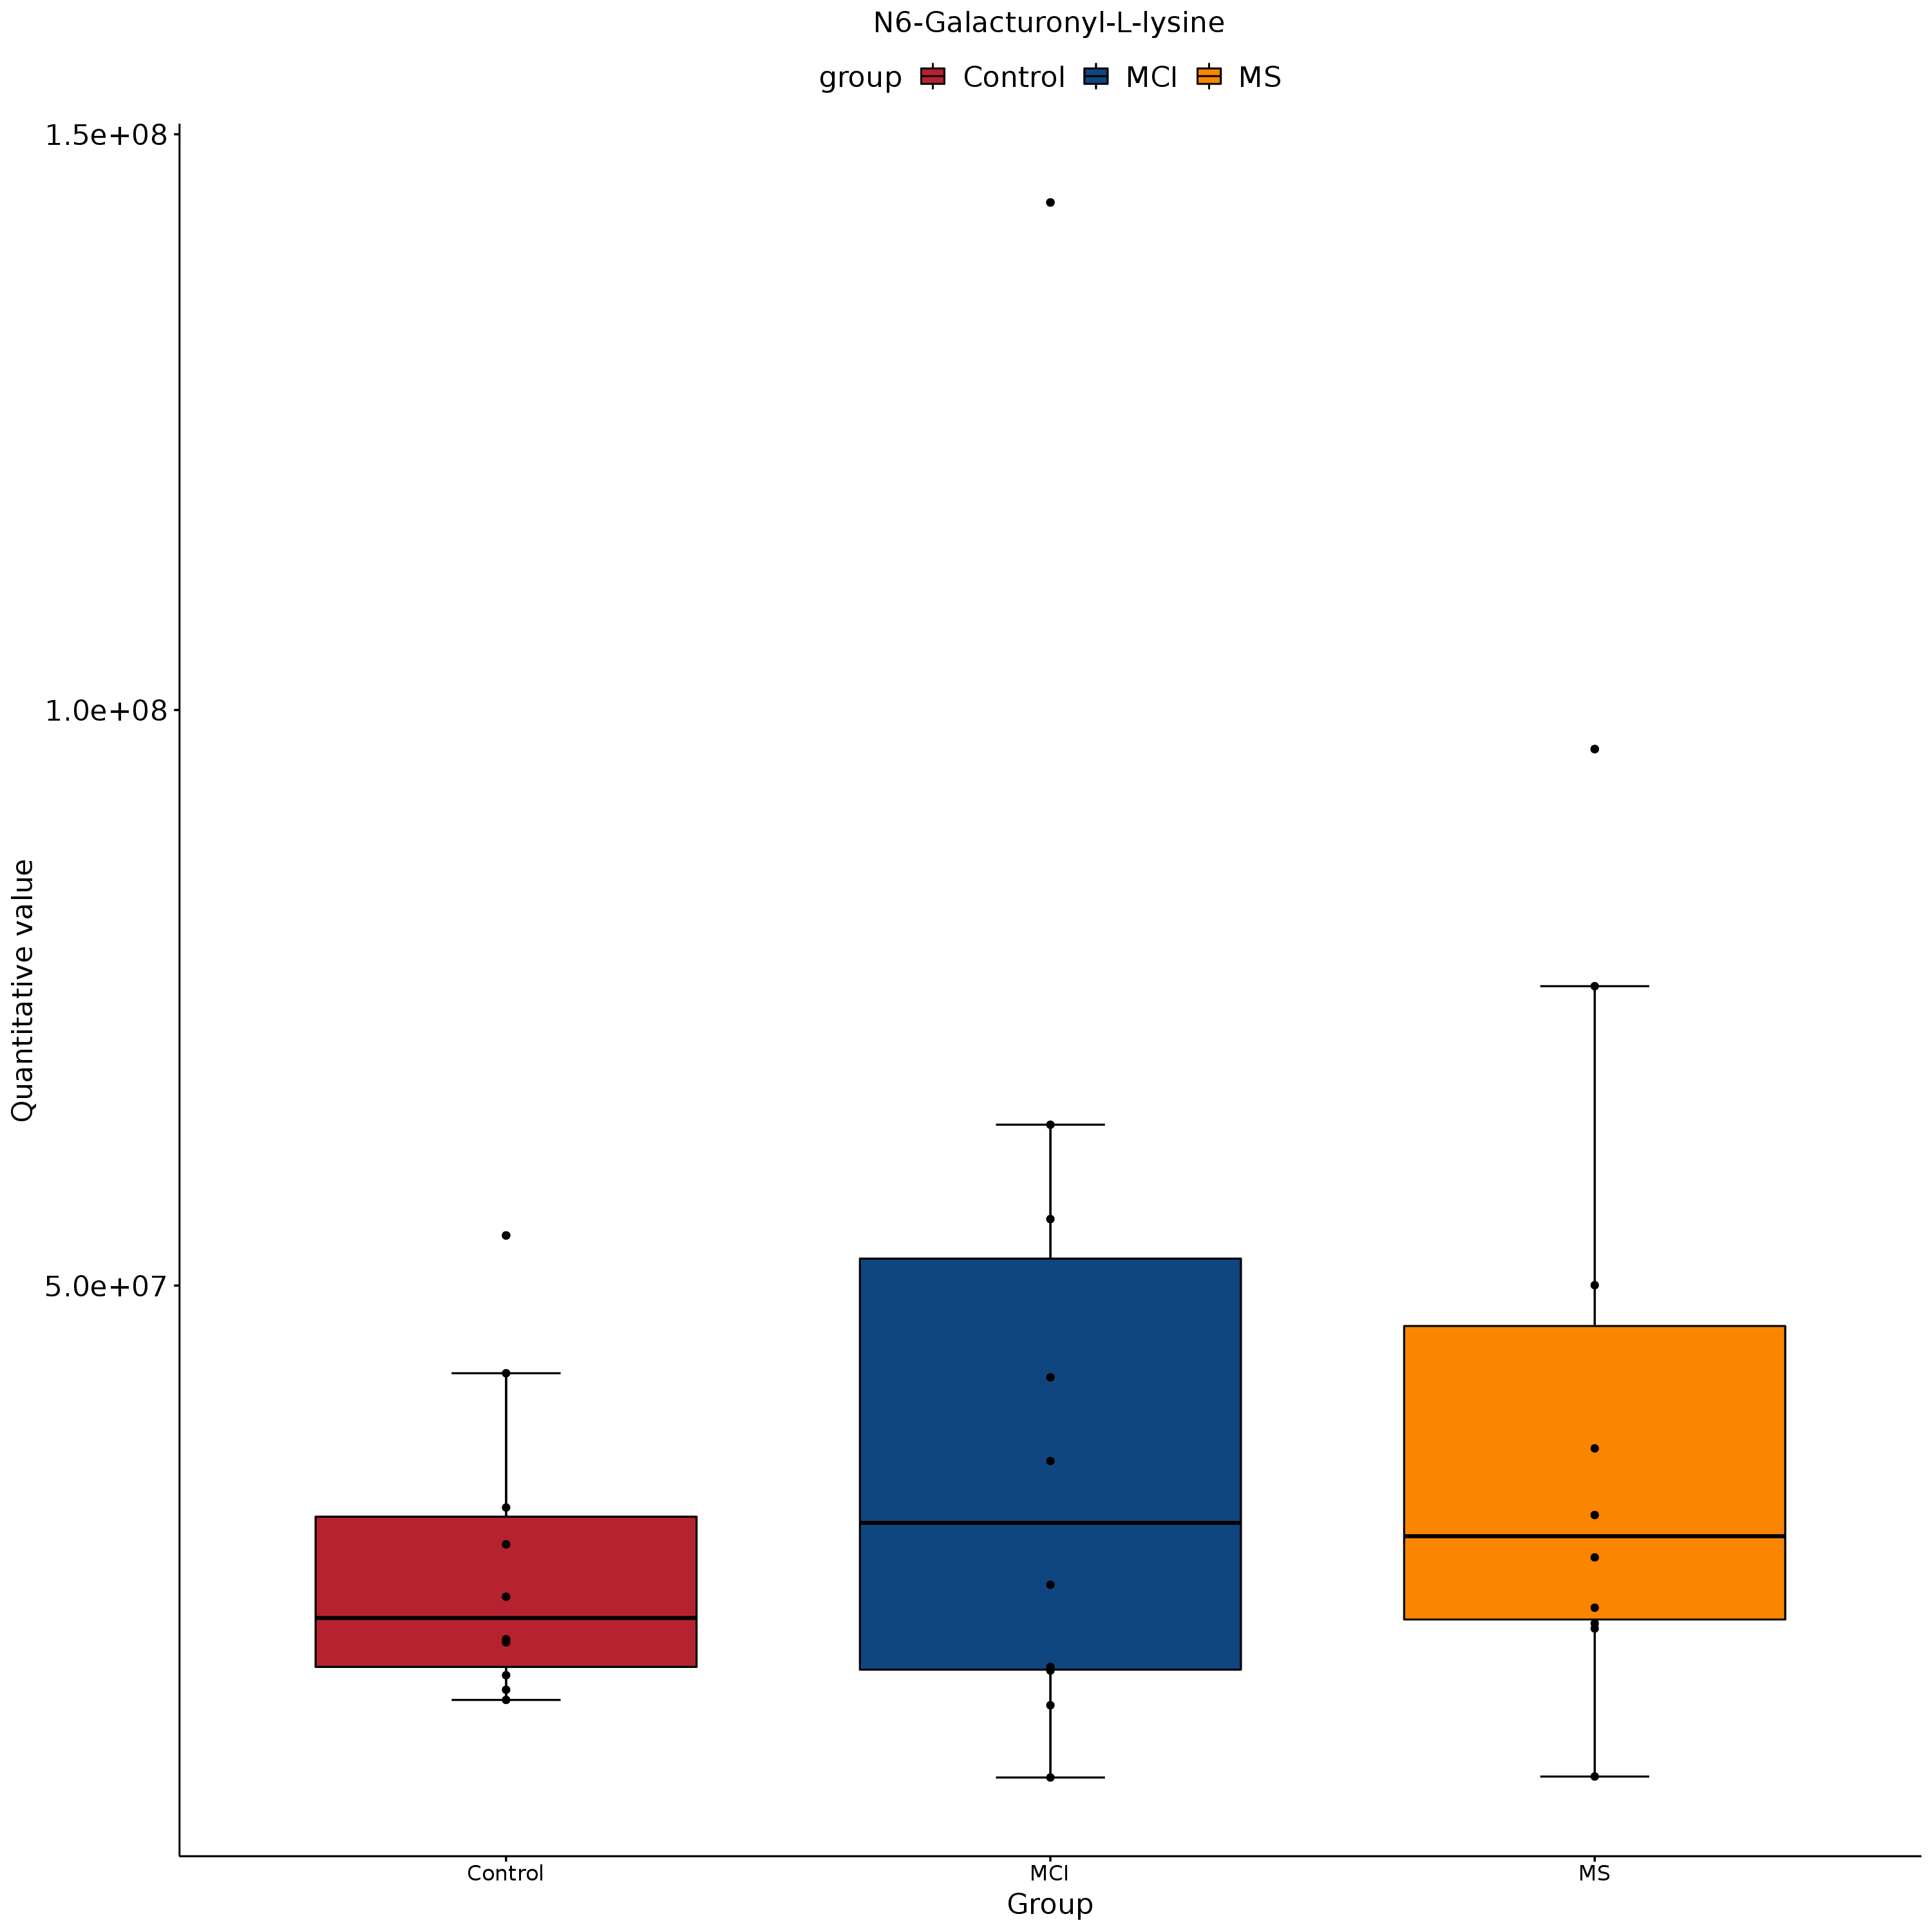 N6-Galacturonyl-L-lysine
group Control MCI MS
1.5e+08
1.0e+08
5.0e+07
Quantitative value
Control MCI MS
Group